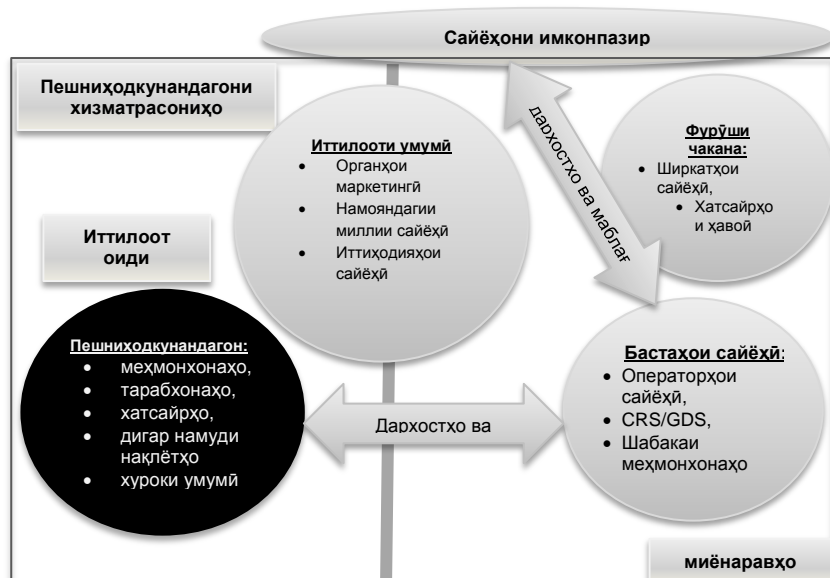 Сайёҳони имконпазир
Пешниҳодкунандагони
хизматрасониҳо
Иттилооти умумӣ
• Органҳои
маркетингӣ
• Намояндагии
миллии сайёҳӣ
• Иттиҳодияҳои
сайёҳӣ
дархостҳо ва маблағ
Фурӯши
чакана:
• Ширкатҳои
сайёҳӣ,
• Хатсайрҳо
и ҳавоӣ
Иттилоот
оиди
Пешниҳодкунандагон:
• меҳмонхонаҳо,
• тарабхонаҳо,
• хатсайрҳо,
• дигар намуди
нақлётҳо
• хуроки умумӣ
Дархостҳо ва
Бастаҳои сайёҳӣ:
• Операторҳои
сайёҳӣ,
• CRS/GDS,
• Шабакаи
меҳмонхонаҳо
миёнаравҳо